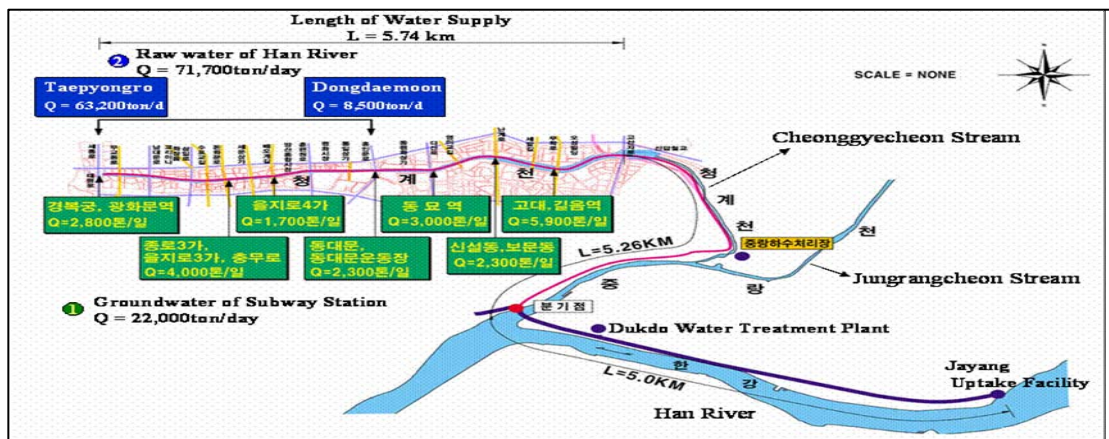 Length of Water Supply
L = 5.74 km
2 Raw water of Han River
Q = 71,700ton/day
SCALE = NONE
Taepyongro
Q = 63,200ton/d
Dongdaemoon
Q = 8,500ton/d
Cheonggyecheon Stream
청 계 천
청 계 천
경복궁, 광화문역
Q=2,800톤/일
을지로4가
Q=1,700톤/일
동 묘 역
Q=3,000톤/일
고대,길음역
Q=5,900톤/일
종로3가,
을지로3가, 충무로
Q=4,000톤/일
동대문,
동대문운동장
Q=2,300톤/일
신설동,보문동
Q=2,300톤/일
L=5.26KM
중랑하수처리장
중 랑 천
Jungrangcheon Stream
1 Groundwater of Subway Station
Q = 22,000ton/day
분기점
Dukdo Water Treatment Plant
한 강
L=5.0KM
Jayang
Uptake Facility
Han River